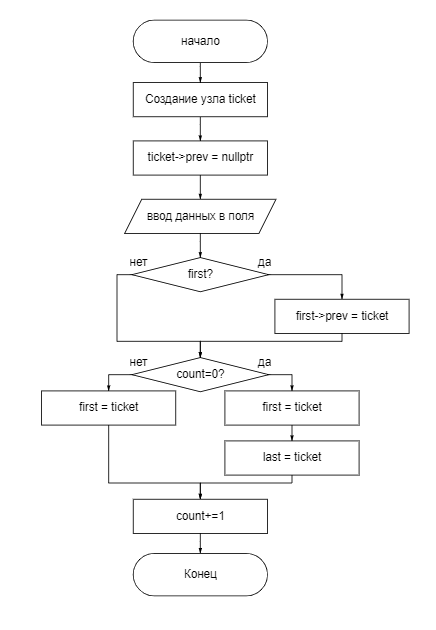 начало
Создание узла ticket
ticket->prev = nullptr
ввод данных в поля
нет
да
first?
first->prev = ticket
нет
да
count=0?
first = ticket
first = ticket
last = ticket
count+=1
Конец